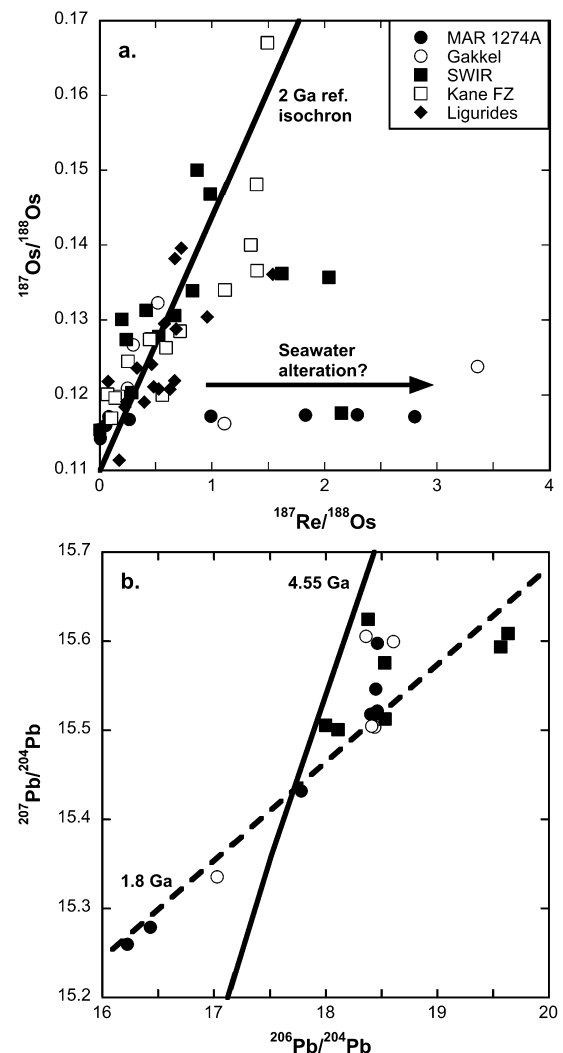 0.17
a.
MAR 1274A
Gakkel
SWIR
Kane FZ
Ligurides
0.16
2 Ga ref.
isochron
0.15
187Os/188Os
0.14
0.13
Seawater
alteration?
0.12
0.11
0 1 2 3 4
187Re/188Os
15.7
b.
4.55 Ga
15.6
15.5
207Pb/204Pb
15.4
1.8 Ga
15.3
15.2
16 17 18 19 20
206Pb/204Pb